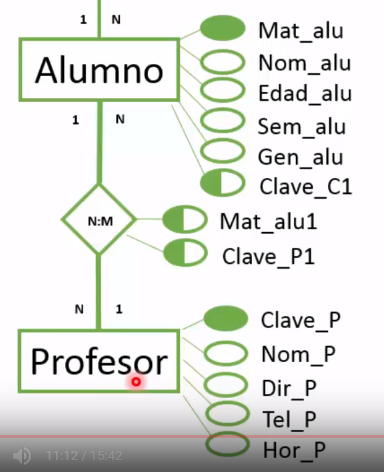 1 N
Alumno
Mat_alu
Nom_alu
Edad_alu
Sem_alu
Gen_alu
Clave_C1
1 N
N:M
Mat_alu1
Clave_P1
N 1
Profesor
Clave_P
Nom_P
Dir_P
Tel_P
Hor_P
11:12 / 15:42